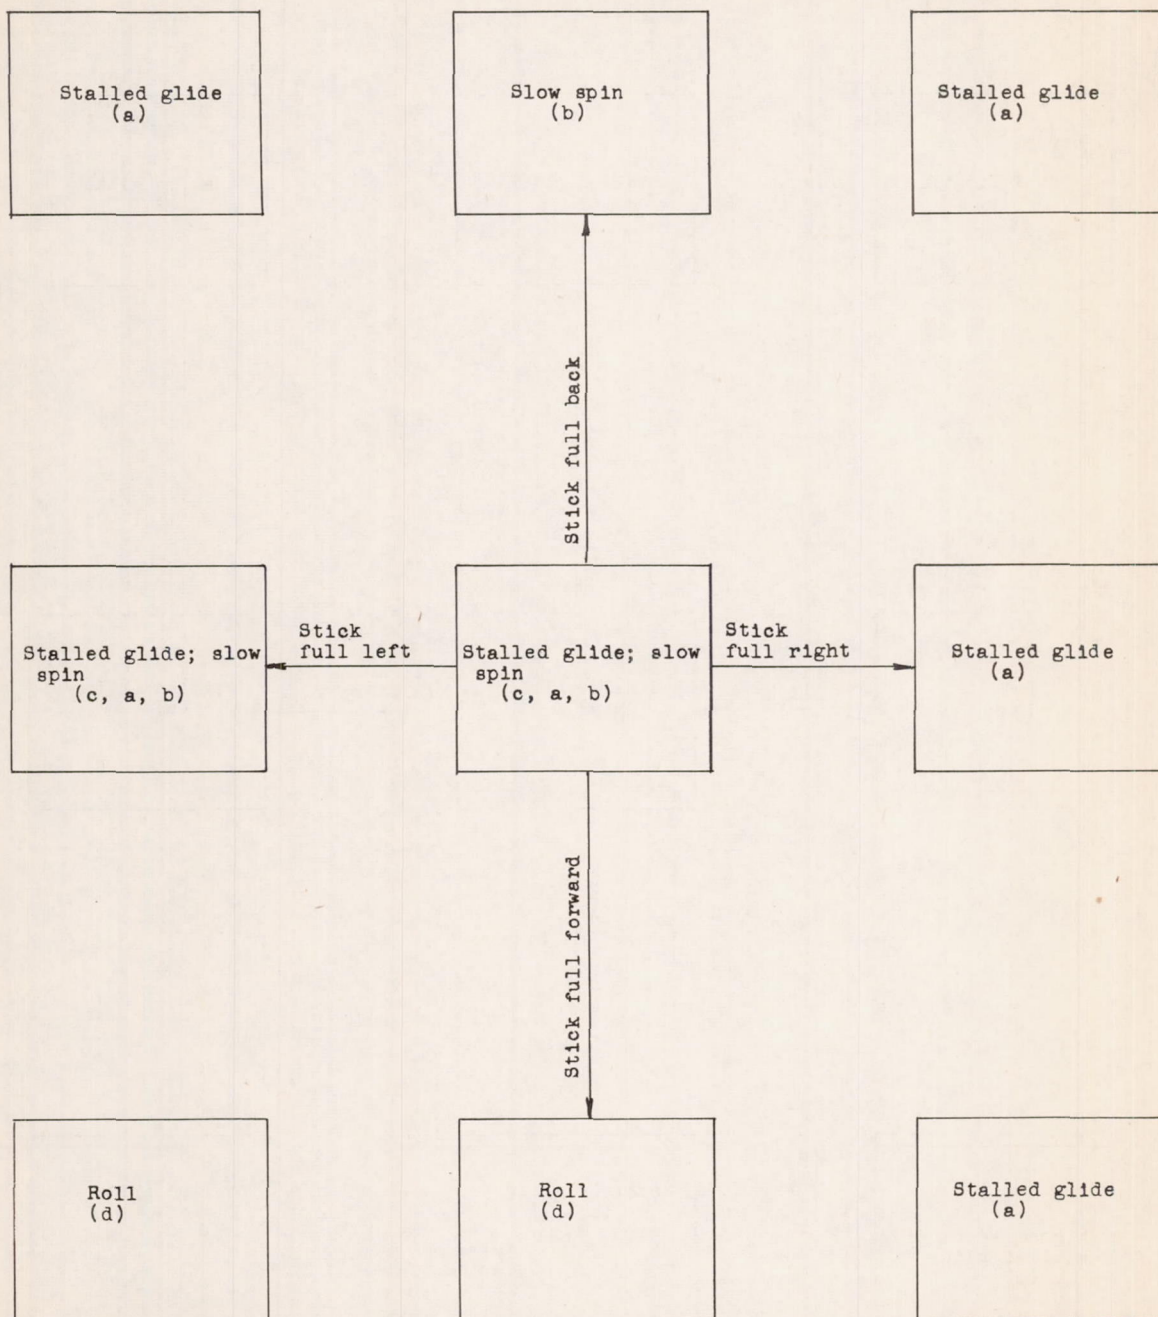 Stalled glide
(a)
Slow spin
(b)
Stalled glide
(a)
Stick full back
Stalled glide; slow
spin
(c, a, b)
Stick
full left
Stalled glide; slow
spin
(c, a, b)
Stick
full right
Stalled glide
(a)
Stick full forward
Roll
(d)
Roll
(d)
Stalled glide
(a)